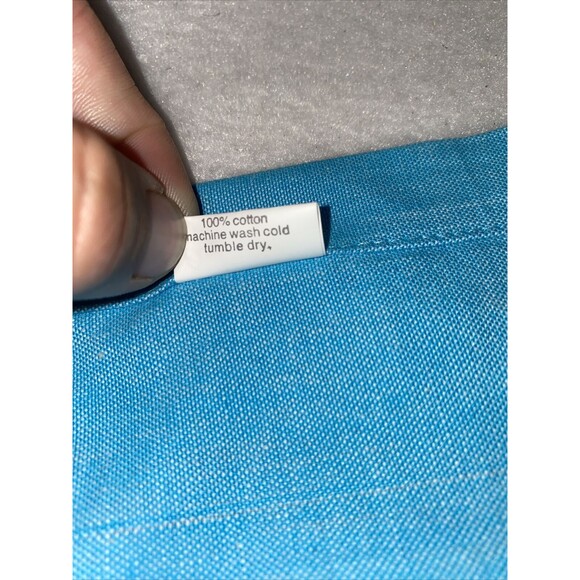 100% cotton
machine wash cold
tumble dry.